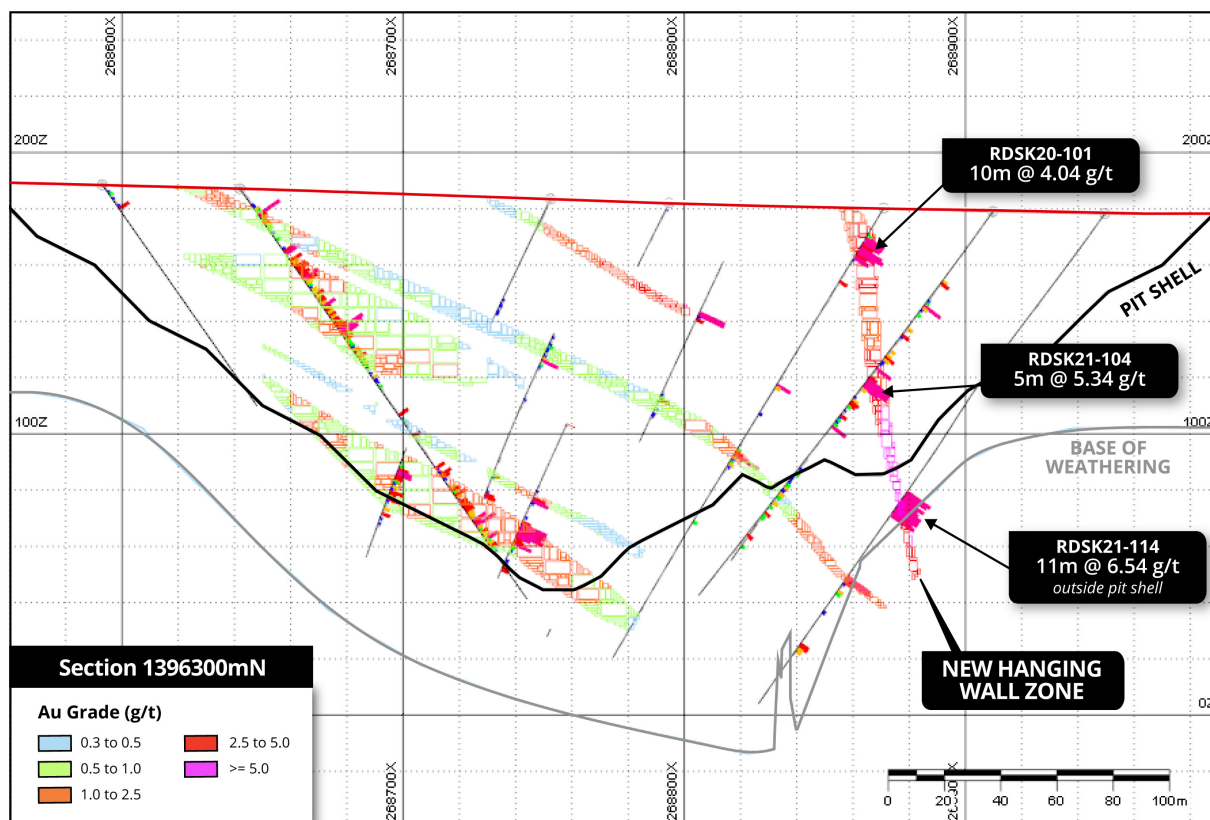 268600X
268700X
268800X
268900X
200Z
200Z
RDSK20-101
10m @ 4.04 g/t
PIT SHELL
RDSK21-104
5m @ 5.34 g/t
100Z
100Z
BASE OF
WEATHERING
RDSK21-114
11m @ 6.54 g/t
outside pit shell
NEW HANGING
WALL ZONE
Section 1396300mN
Au Grade (g/t)
0.3 to 0.5
2.5 to 5.0
0.5 to 1.0
>= 5.0
1.0 to 2.5
0Z
268700X
268800X
268900X
0 20 40 60 80 100m